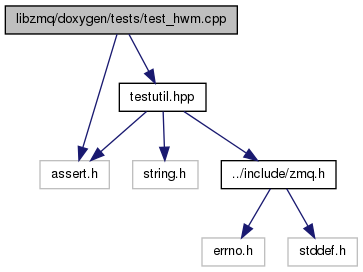 libzmq/doxygen/tests/test_hwm.cpp
testutil.hpp
assert.h
string.h
../include/zmq.h
errno.h
stddef.h